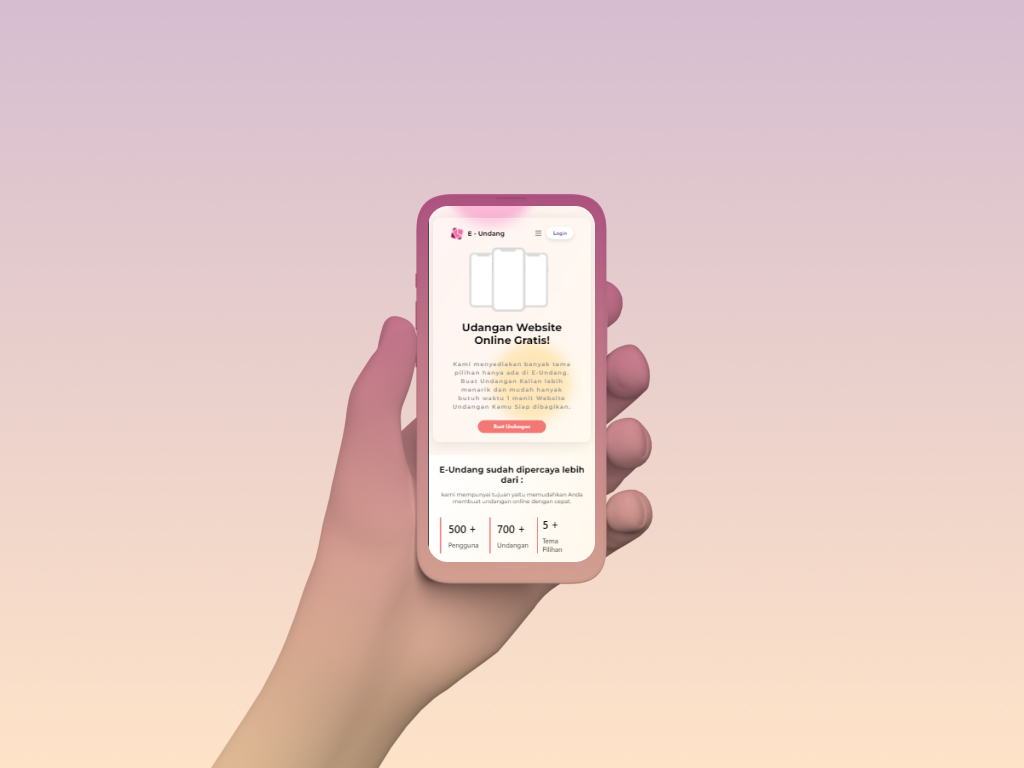 E - Undang
Login
Udangan Website
Online Gratis!
Kami menyediakan banyak tema
pilihan hanya ada di E-Undang.
Buat Undangan Kalian lebih
menarik dan mudah hanyak
butuh waktu 1 menit Website
Undangan Kamu Siap dibagikan.
Buat Undangan
E-Undang sudah dipercaya lebih
dari :
kami mempunyai tujuan yaitu memudahkan Anda
membuat undangan online dengan cepat.
500 +
Pengguna
700 +
Undangan
5 +
Tema
Pilihan